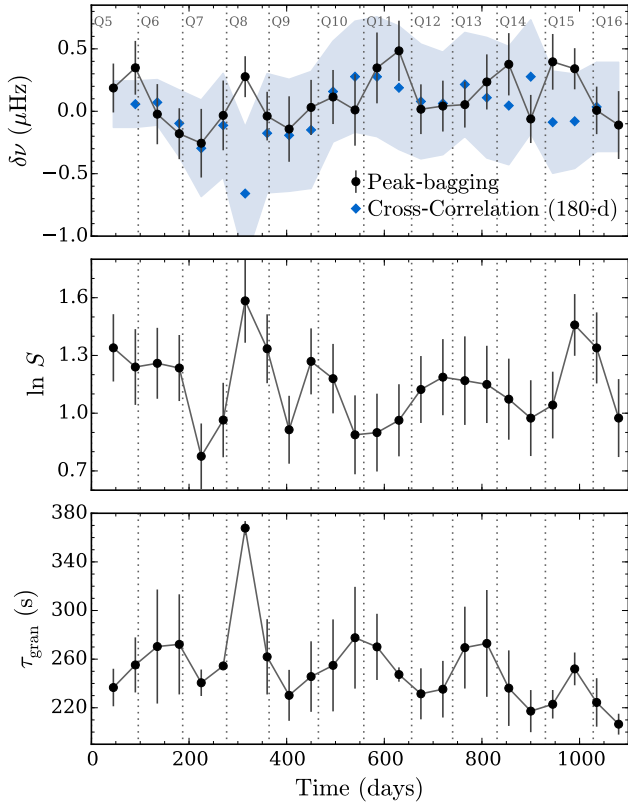 Q5 Q6 Q7 Q8 Q9 Q10 Q11 Q12 Q13 Q14 Q15 Q16
0.5
0.0
−0.5
−1.0
δν (μHz)
Peak-bagging
Cross-Correlation (180-d)
1.6
1.3
1.0
0.7
ln S
380
340
300
260
220
τgran (s)
0 200 400 600 800 1000
Time (days)